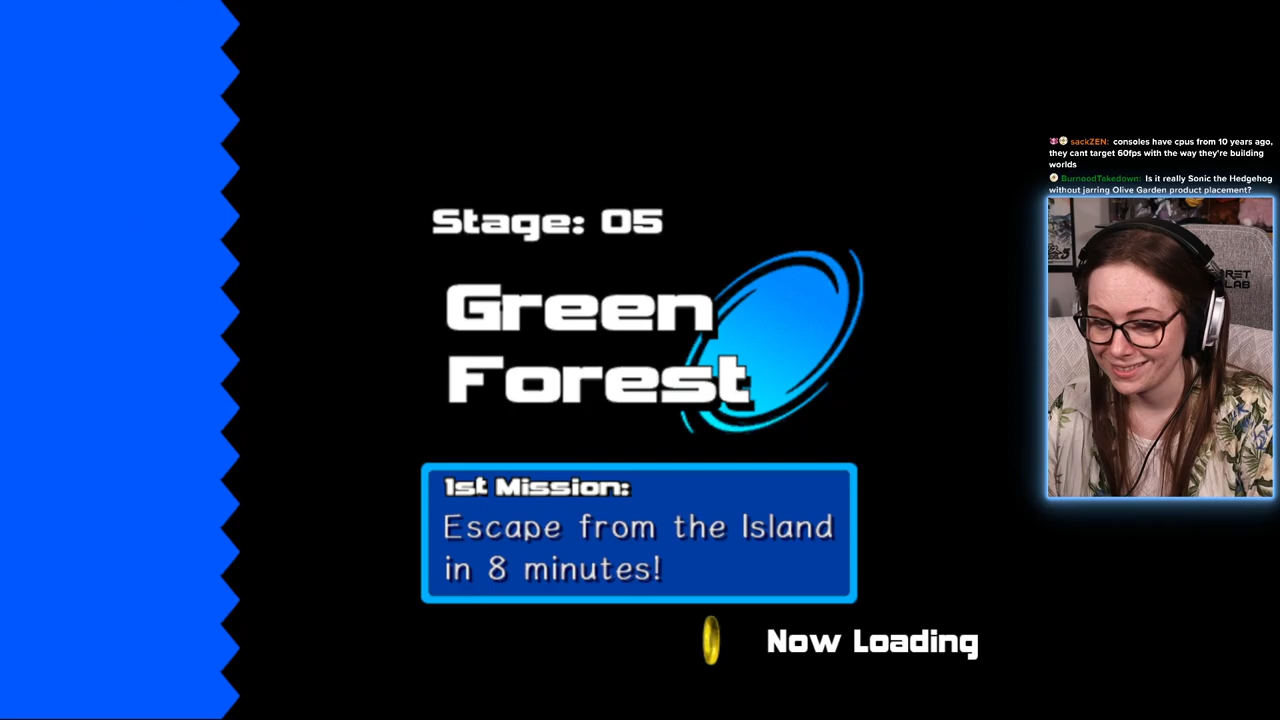 Stage: 05
Green
Forest
1st Mission:
Escape from the Island
in 8 minutes!
Now Loading
sackZEN: consoles have cpus from 10 years ago,
they cant target 60fps with the way they're building
worlds
BurnoodTakedown: Is it really Sonic the Hedgehog
without jarring Olive Garden product placement?